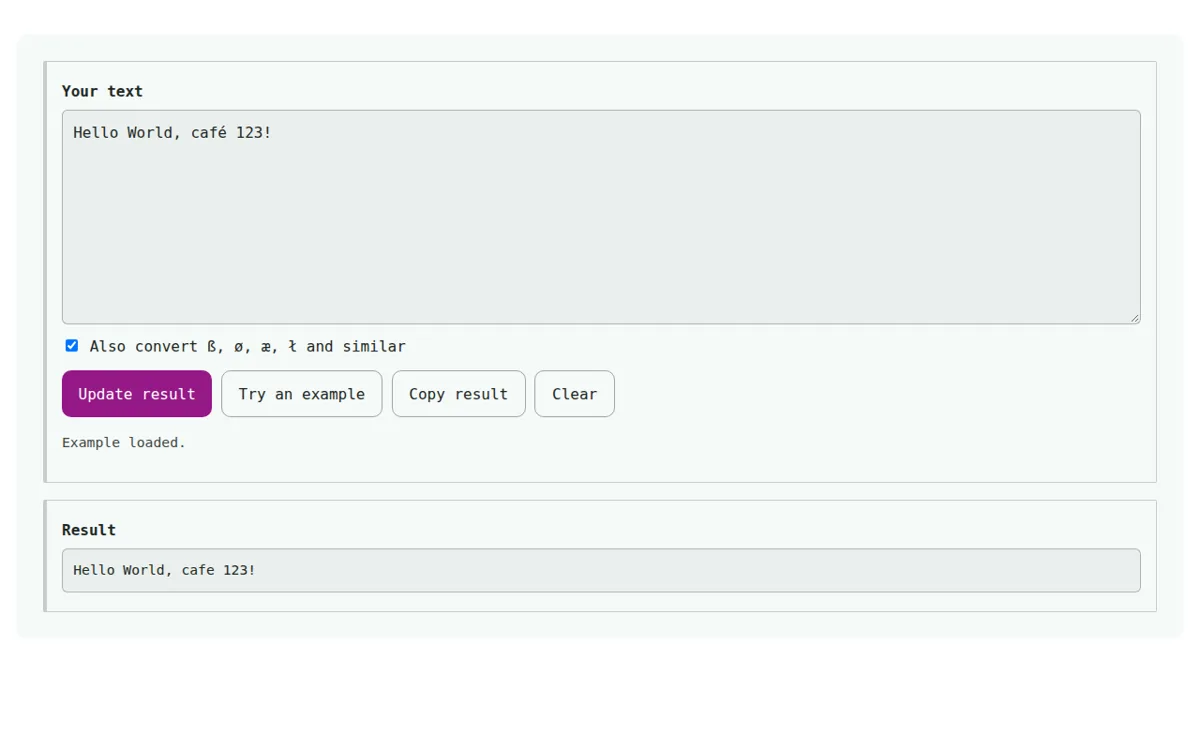 Your text
Hello World, café 123!
Also convert ß, ø, æ, ł and similar
Update result
Try an example
Copy result
Clear
Example loaded.
Result
Hello World, cafe 123!